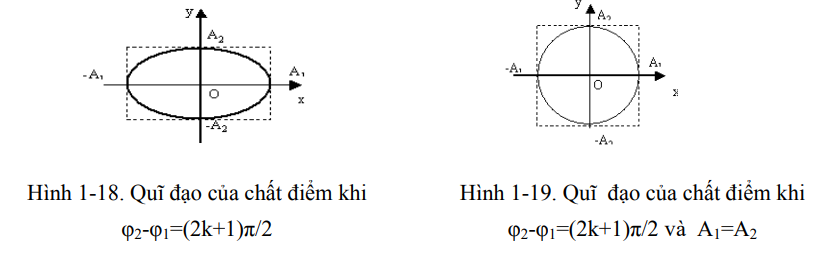 y
A₂
-A₁
A₁
O
x
-A₂
y
A₂
-A₁
A₁
O
x
-A₂
Hình 1-18. Quĩ đạo của chất điểm khi
φ₂-φ₁=(2k+1)π/2
Hình 1-19. Quĩ đạo của chất điểm khi
φ₂-φ₁=(2k+1)π/2 và A₁=A₂